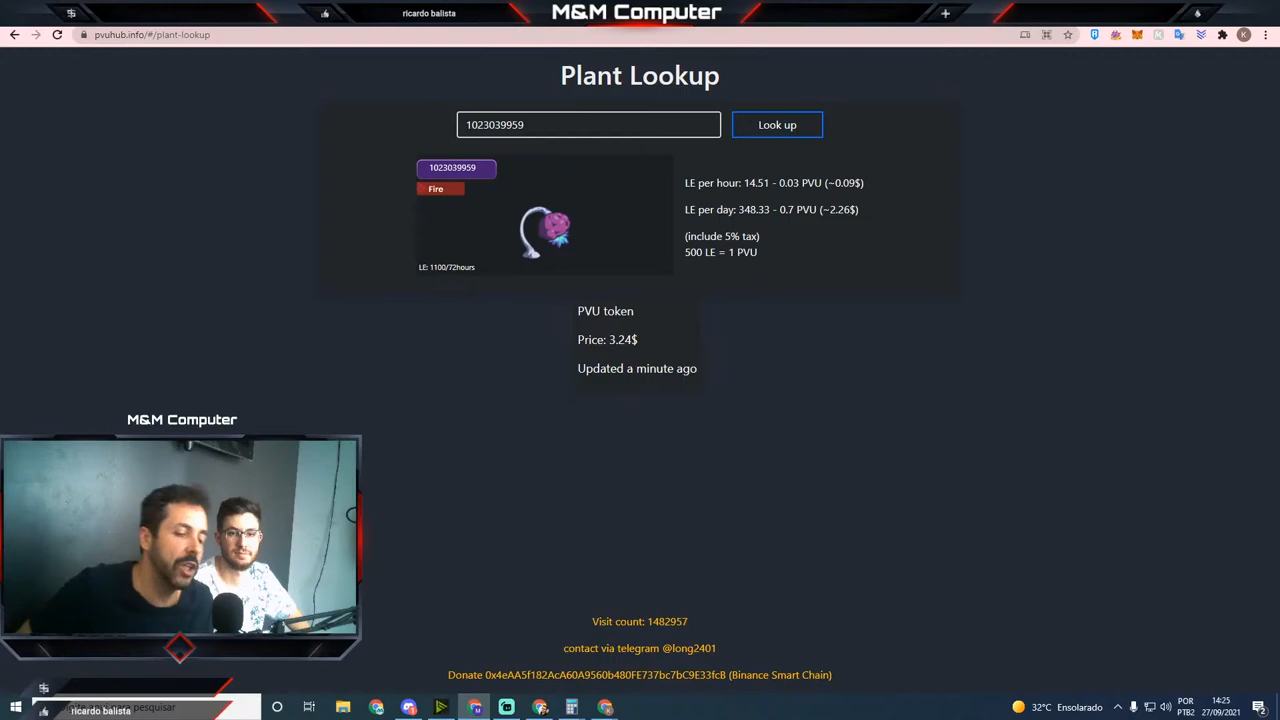 ricardo balista
M&M Computer
pvuhub.info/#/plant-lookup
K
Plant Lookup
1023039959
Look up
1023039959
Fire
LE: 1100/72hours
LE per hour: 14.51 - 0.03 PVU (~0.09$)
LE per day: 348.33 - 0.7 PVU (~2.26$)
(include 5% tax)
500 LE = 1 PVU
PVU token
Price: 3.24$
Updated a minute ago
M&M Computer
Visit count: 1482957
contact via telegram @long2401
Donate 0x4eAA5f182AcA60A9560b480FE737bc7bC9E33fcB (Binance Smart Chain)
aqui para pesquisar
ricardo balista
32°C Ensolarado
POR
PTB2
14:25
27/09/2021